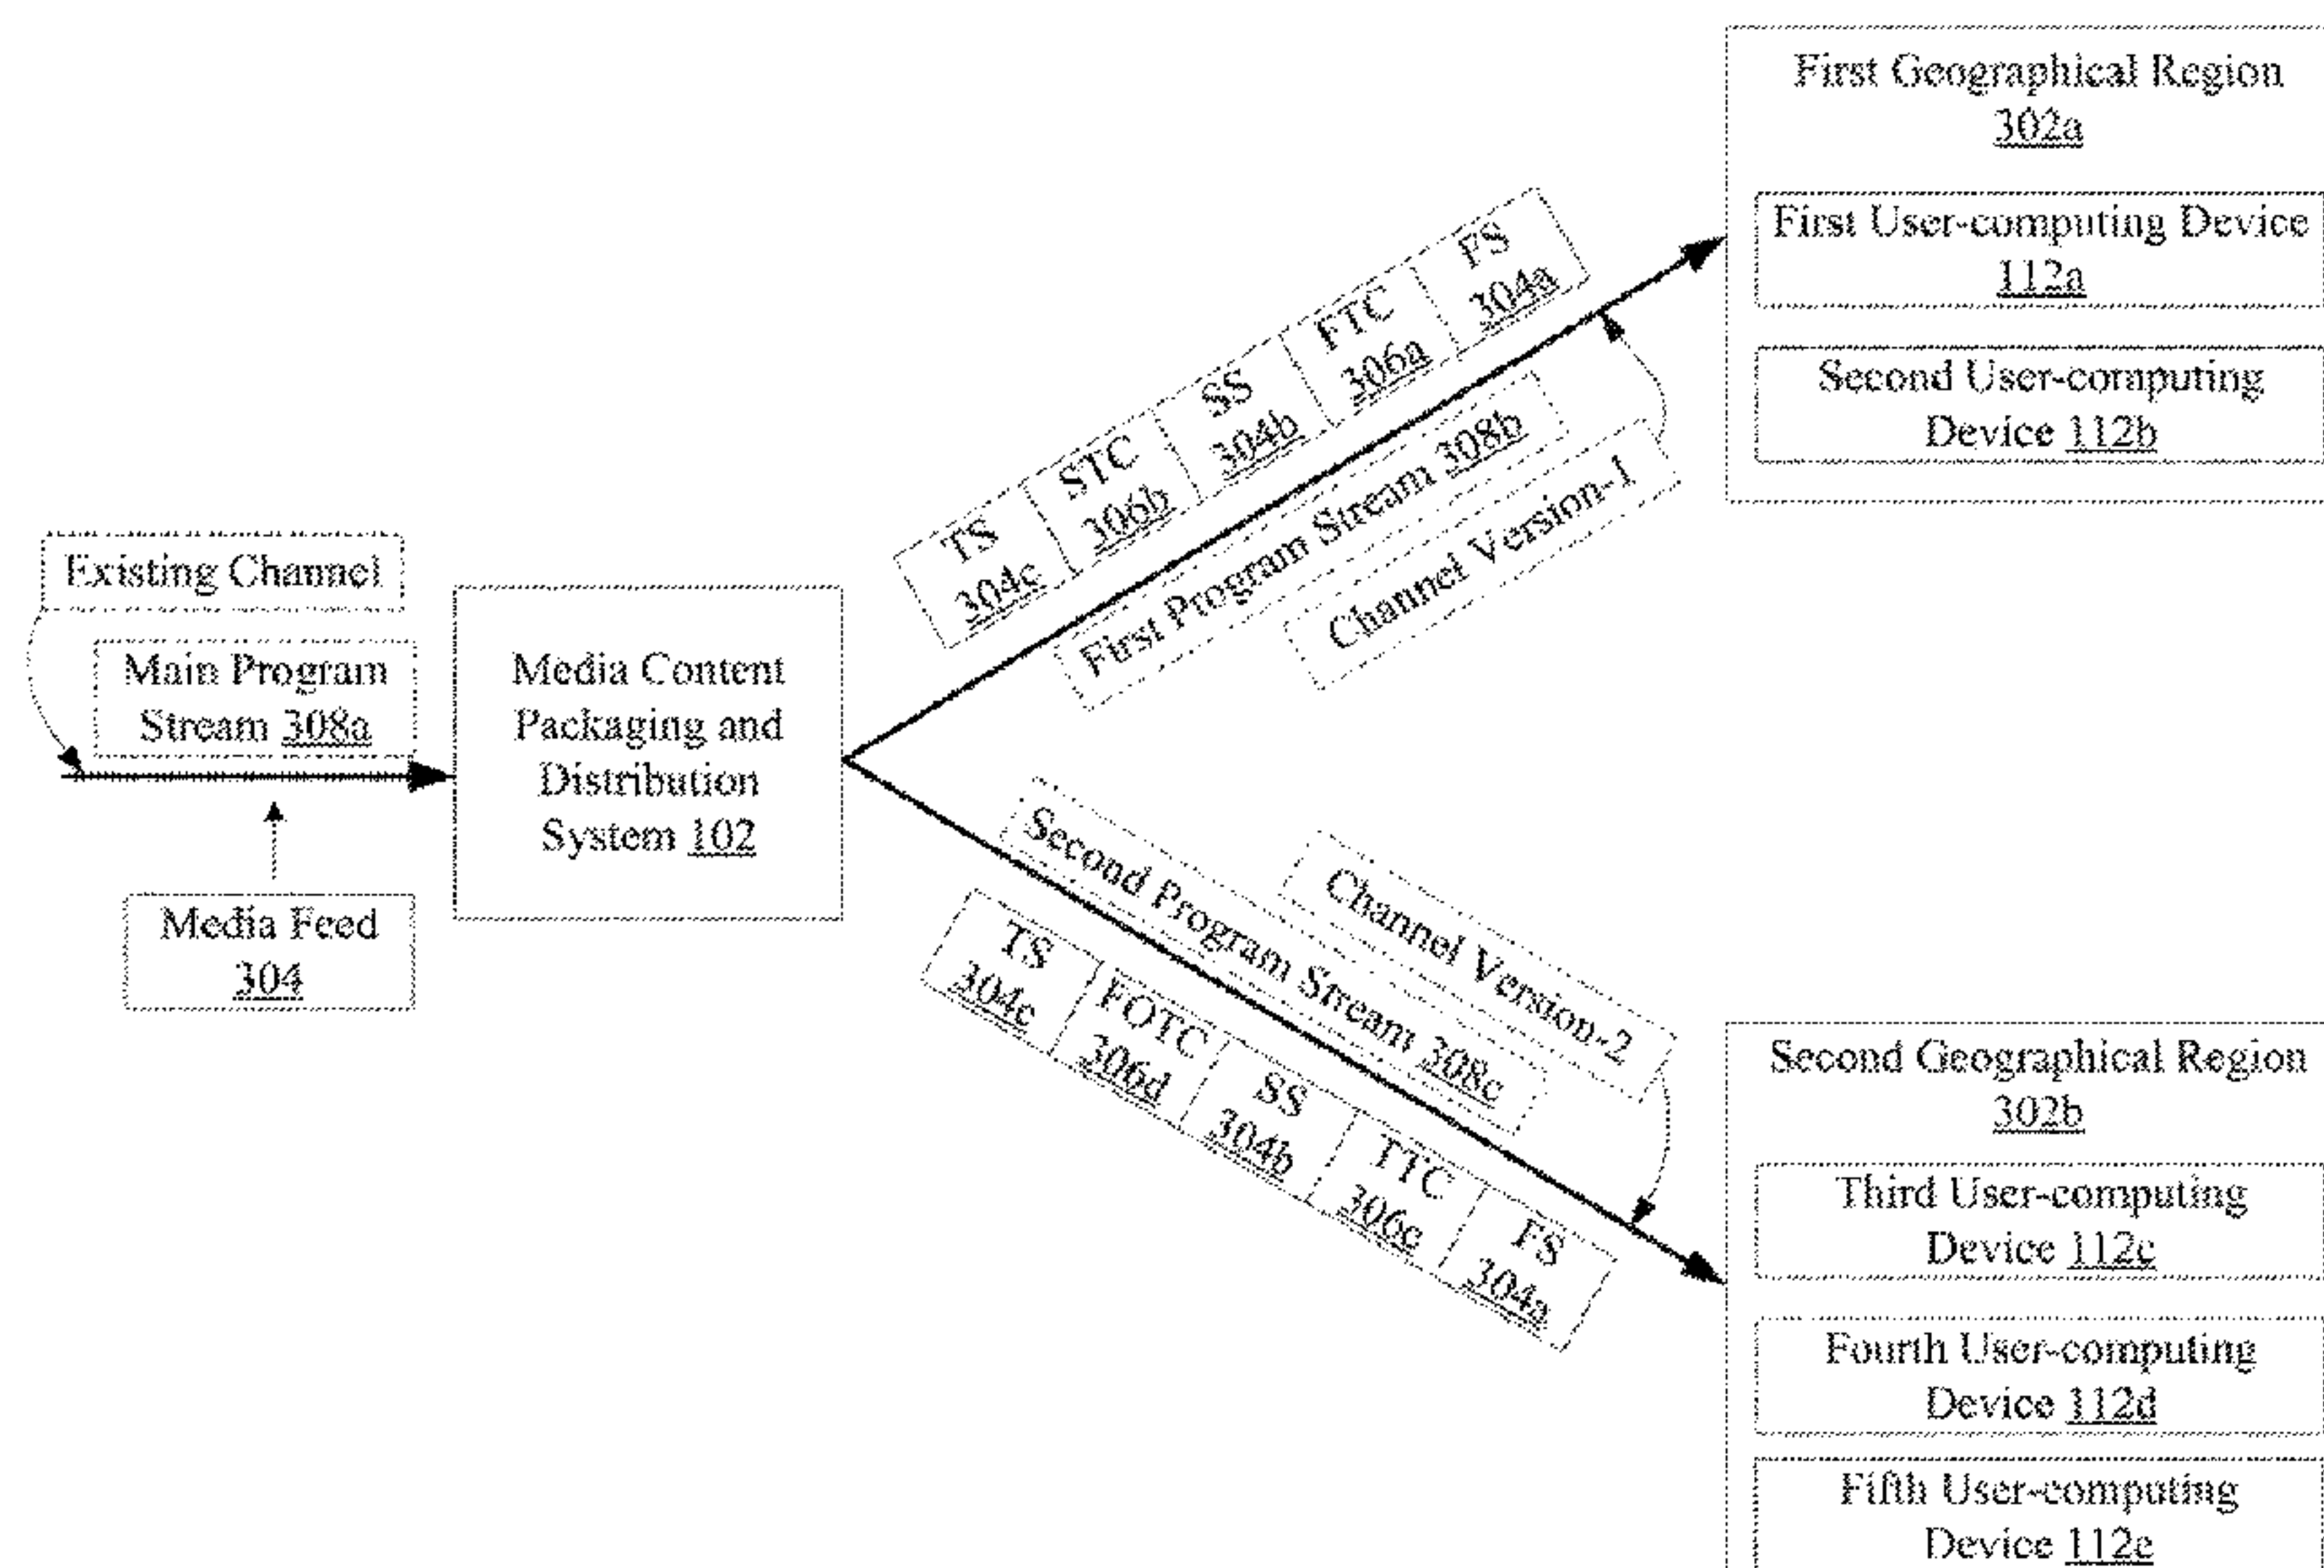 Existing Channel
Main Program
Stream 308a
Media Feed
304
Media Content
Packaging and
Distribution
System 102
TS
304c
STC
306b
SS
304b
FTC
306a
FS
304a
First Program Stream 308b
Channel Version-1
Second Program Stream 308c
Channel Version-2
TS
304c
FOTC
306d
SS
304b
TTC
306c
FS
304a
First Geographical Region
302a
First User-computing Device
112a
Second User-computing
Device 112b
Second Geographical Region
302b
Third User-computing
Device 112c
Fourth User-computing
Device 112d
Fifth User-computing
Device 112e